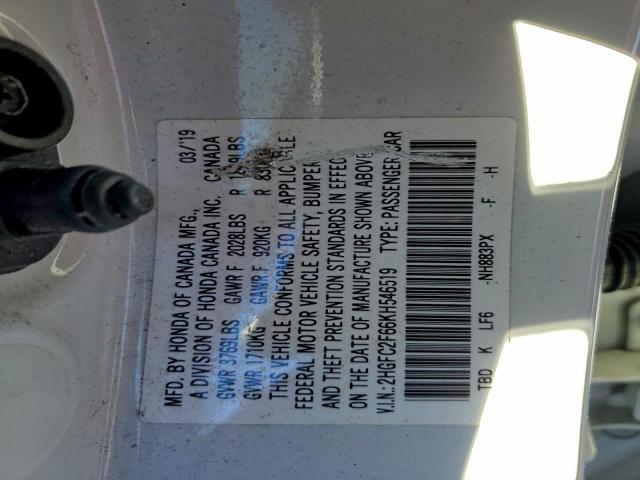 MFD. BY HONDA OF CANADA MFG., 03/'19
A DIVISION OF HONDA CANADA INC. CANADA
GVWR 3769LBS GAWR F 2028LBS R LBS
GVWR 1710KG GAWR F 920KG R
THIS VEHICLE CONFORMS TO ALL APPLICABLE
FEDERAL MOTOR VEHICLE SAFETY, BUMPER
AND THEFT PREVENTION STANDARDS IN EFFECT
ON THE DATE OF MANUFACTURE SHOWN ABOVE
V.I.N.: 2HGFC2F66KH546519 TYPE: PASSENGER CAR
TBD K LF6 -NH883PX -F -H